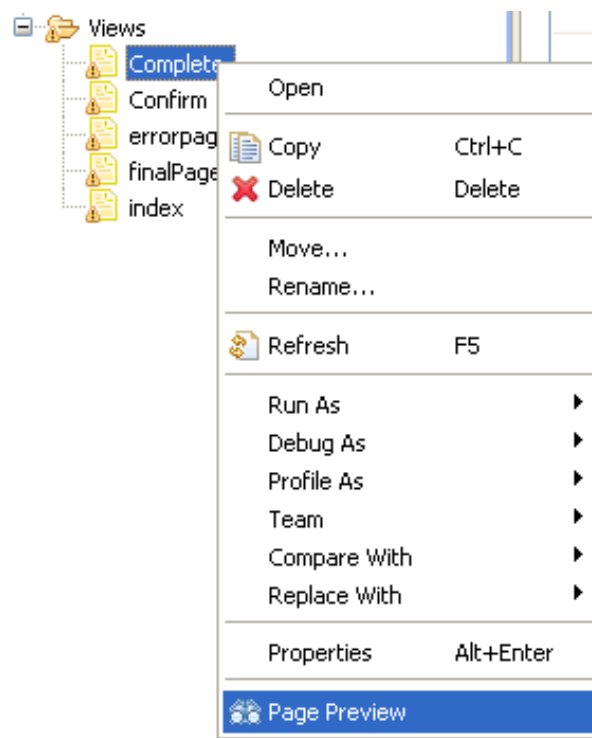 Views
Complete
Confirm
errorpag
finalPage
index
Open
Copy Ctrl+C
Delete Delete
Move...
Rename...
Refresh F5
Run As
Debug As
Profile As
Team
Compare With
Replace With
Properties Alt+Enter
Page Preview